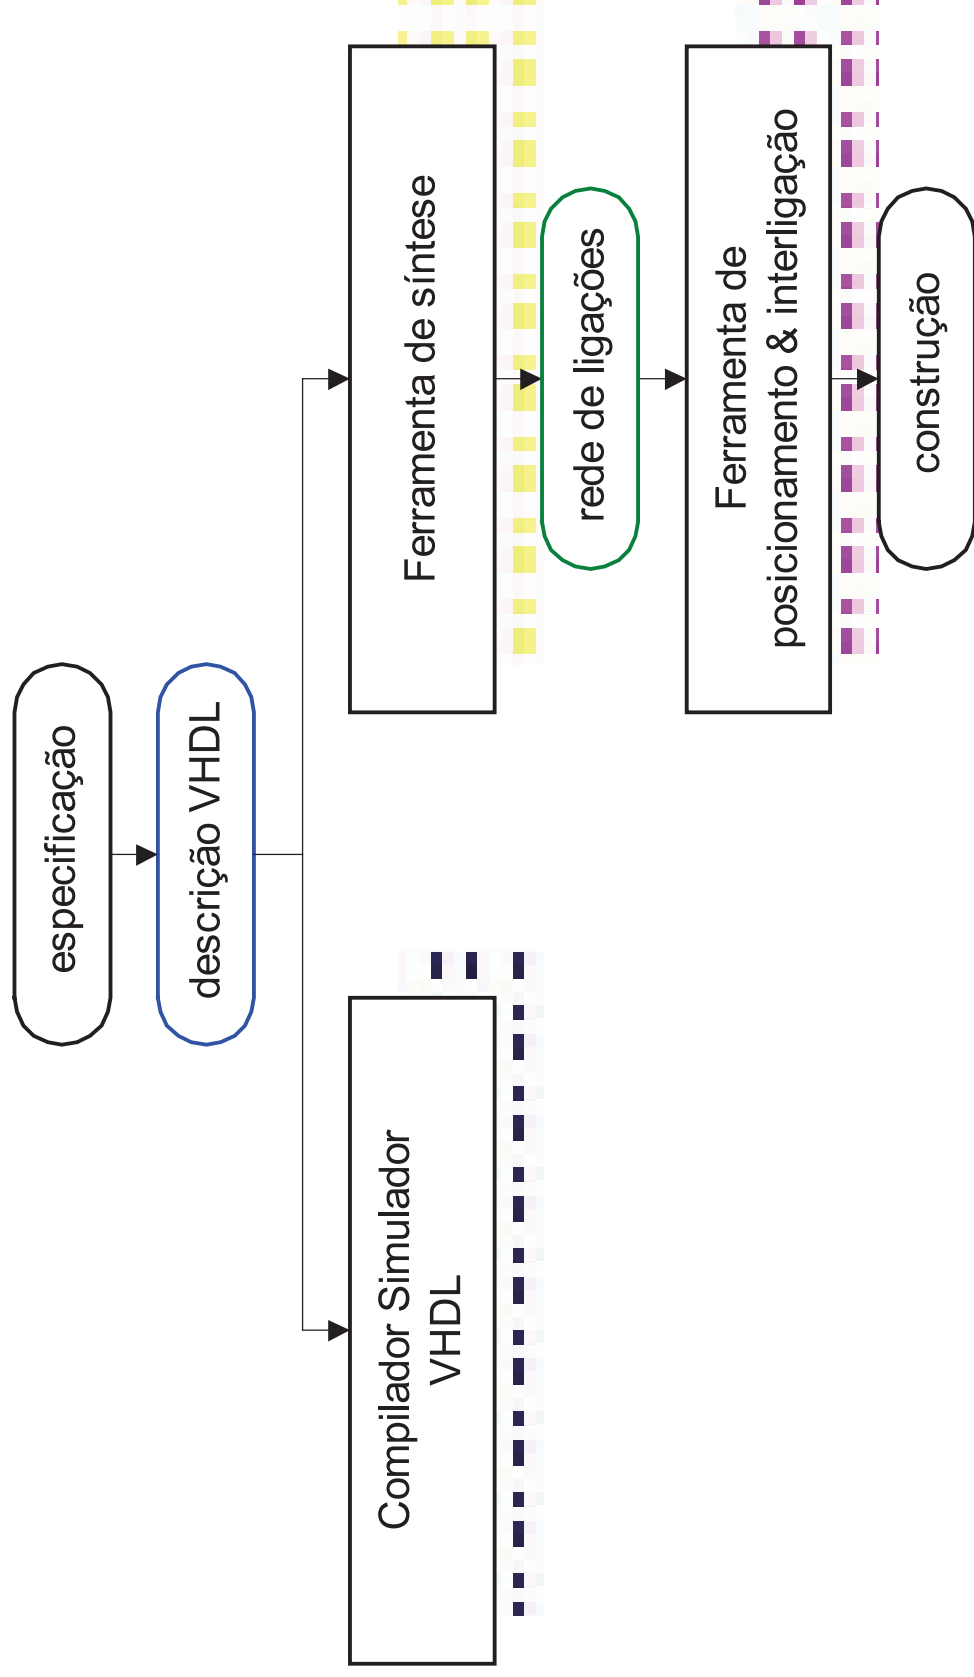 especificação
descrição VHDL
Compilador Simulador
VHDL
Ferramenta de síntese
rede de ligações
Ferramenta de
posicionamento & interligação
construção